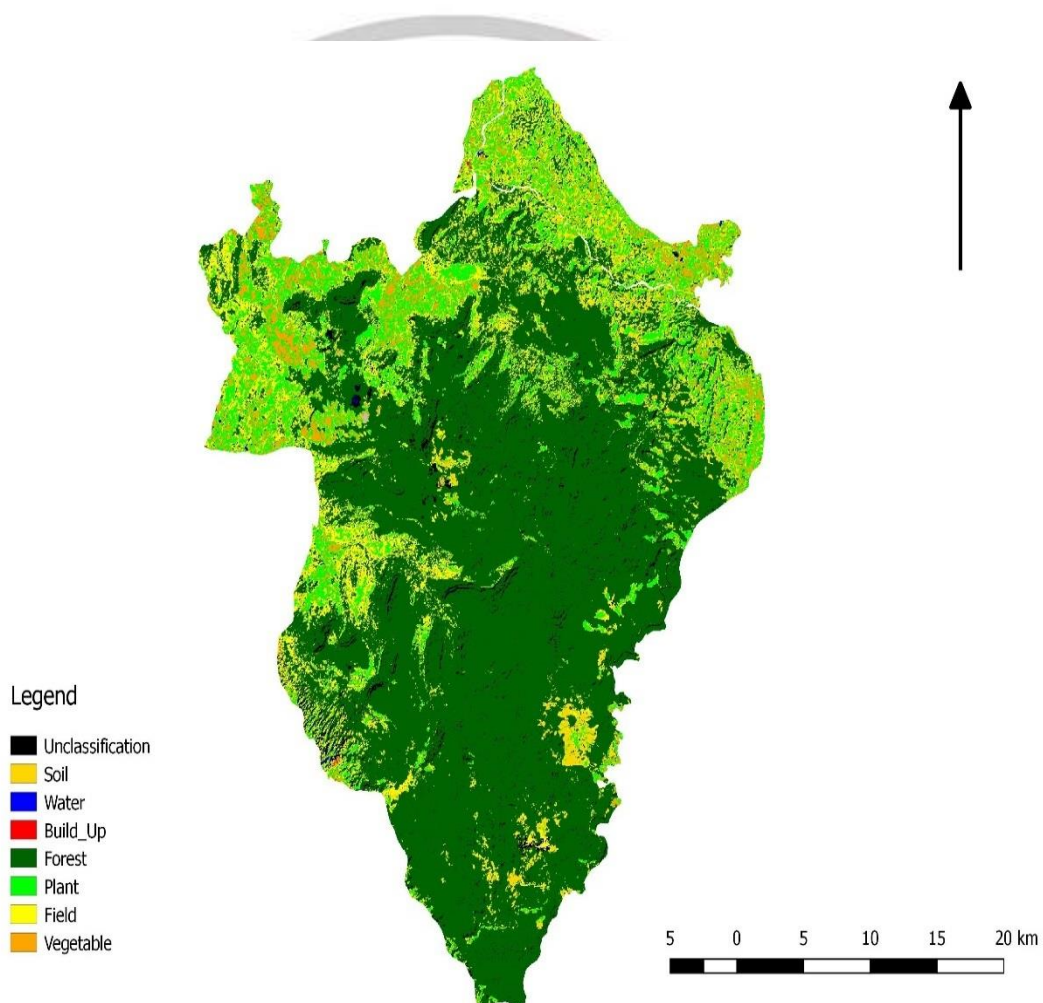 Legend
Unclassification
Soil
Water
Build_Up
Forest
Plant
Field
Vegetable
5 0 5 10 15 20 km